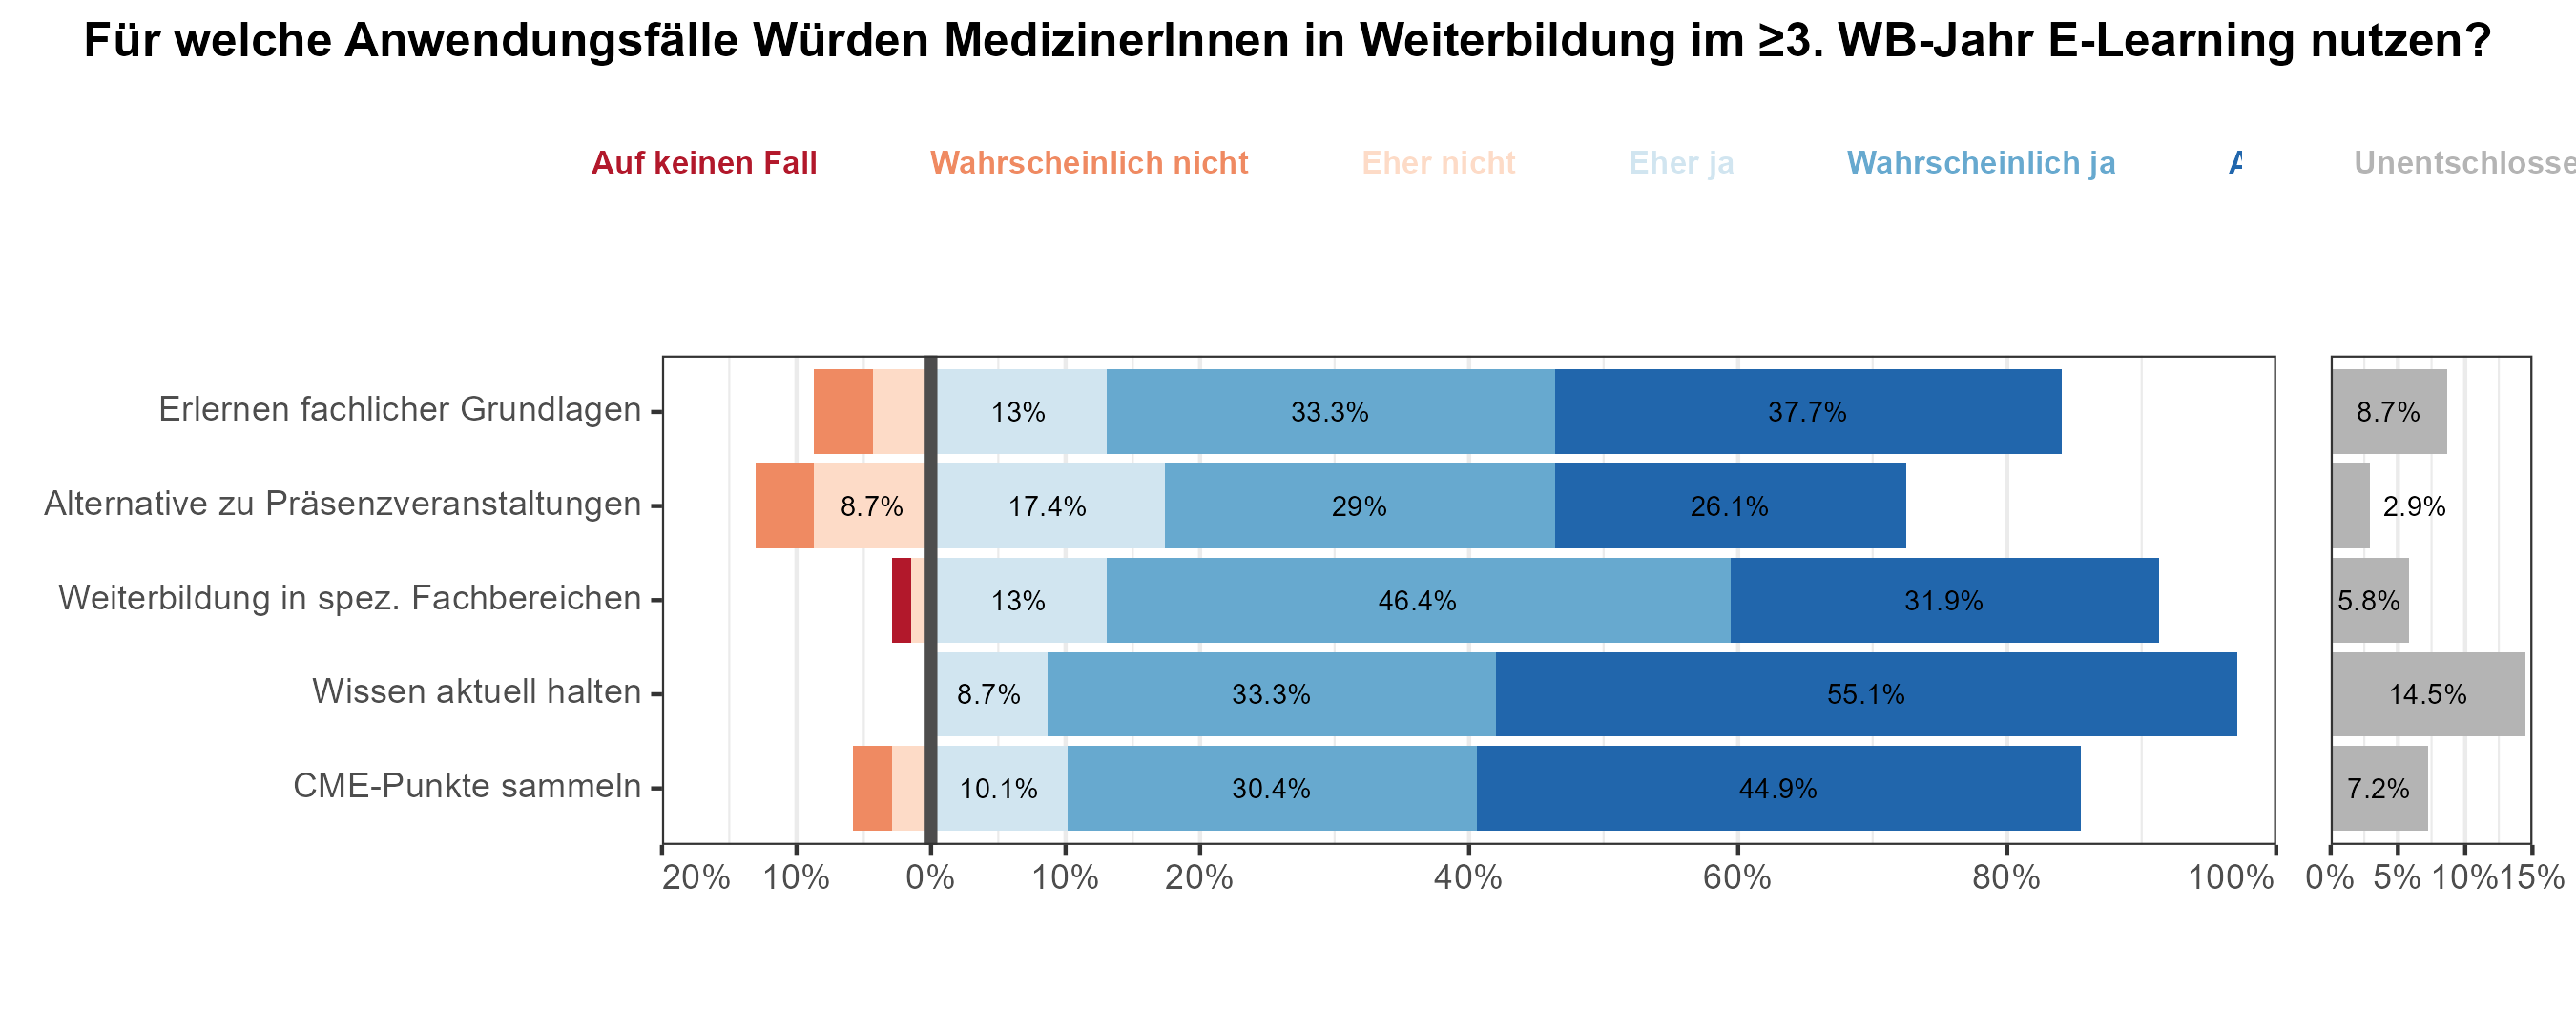 Für welche Anwendungsfälle Würden MedizinerInnen in Weiterbildung im ≥3. WB-Jahr E-Learning nutzen?
Auf keinen Fall Wahrscheinlich nicht Eher nicht Eher ja Wahrscheinlich ja A Unentschlosse
Erlernen fachlicher Grundlagen 13% 33.3% 37.7% 8.7%
Alternative zu Präsenzveranstaltungen 8.7% 17.4% 29% 26.1% 2.9%
Weiterbildung in spez. Fachbereichen 13% 46.4% 31.9% 5.8%
Wissen aktuell halten 8.7% 33.3% 55.1% 14.5%
CME-Punkte sammeln 10.1% 30.4% 44.9% 7.2%
20% 10% 0% 10% 20% 40% 60% 80% 100% 0% 5% 10% 15%